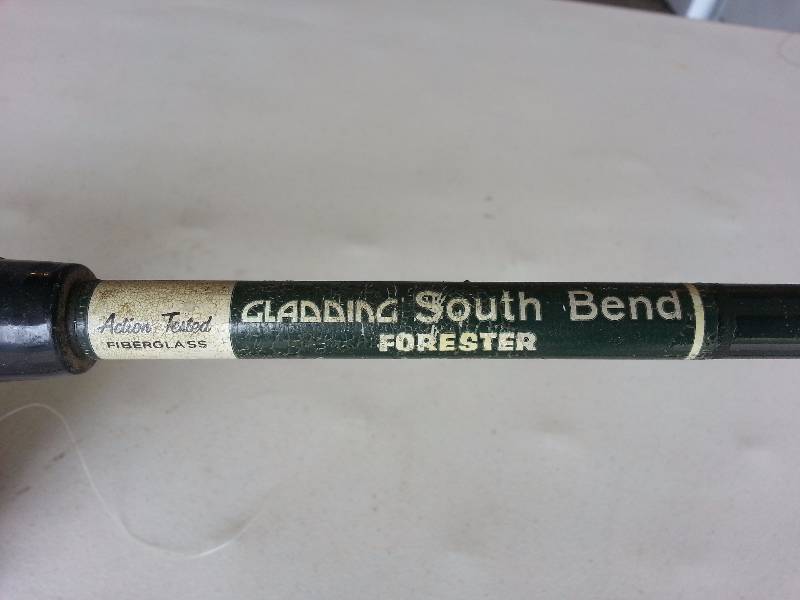 Action Tested
FIBERGLASS
GLADDING South Bend
FORESTER